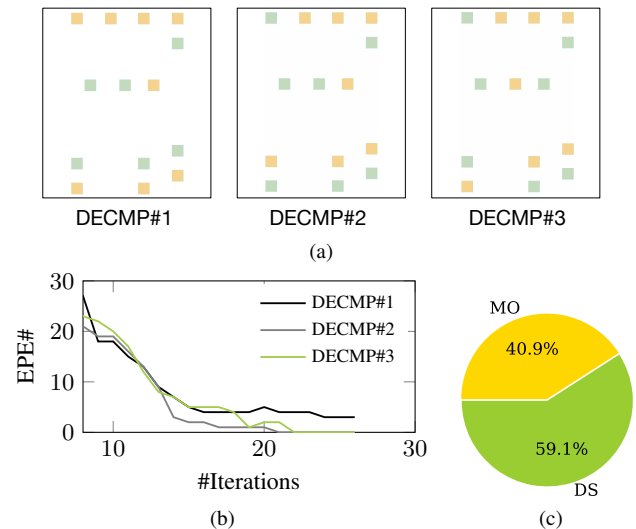 DECMP#1 DECMP#2 DECMP#3
(a)
30
20
10
0
EPE#
DECMP#1
DECMP#2
DECMP#3
10 20 30
#Iterations
(b)
MO
40.9%
59.1%
DS
(c)